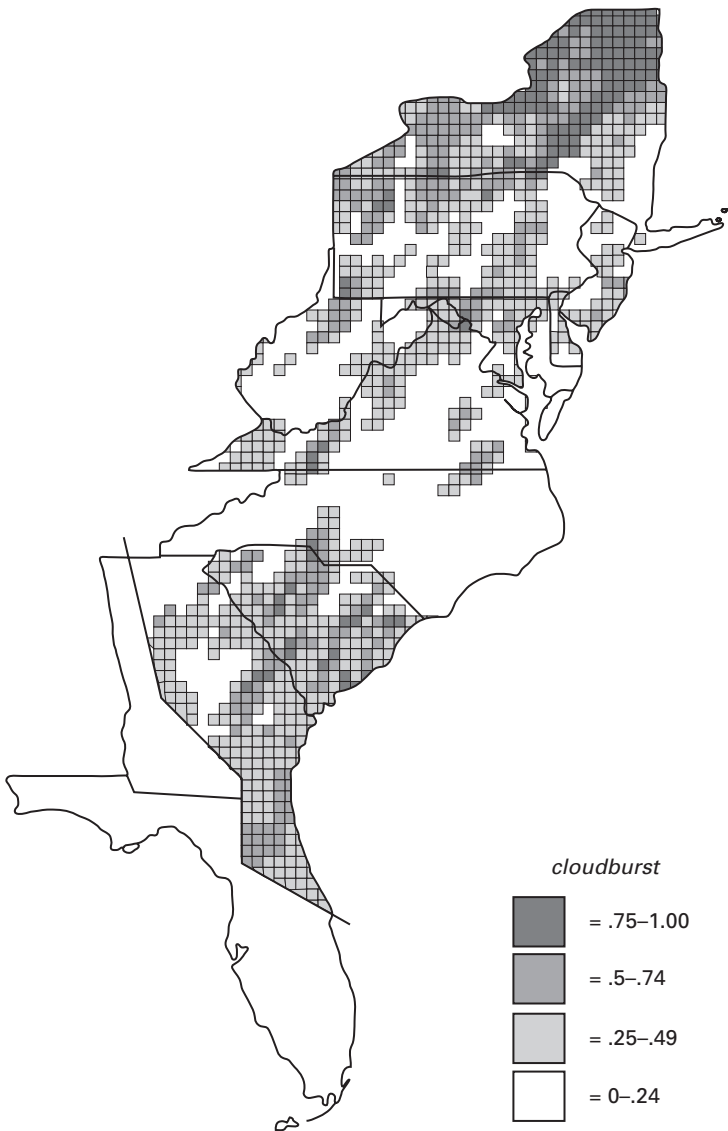 cloudburst
= .75–1.00
= .5–.74
= .25–.49
= 0–.24